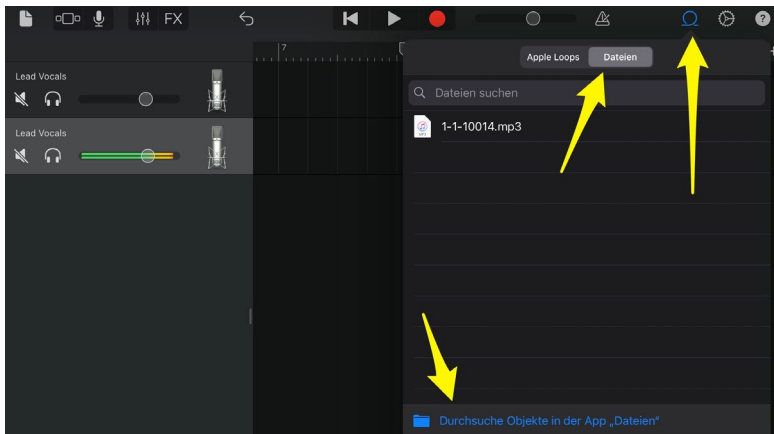 FX
?
7
Apple Loops Dateien
Lead Vocals
Dateien suchen
1-1-10014.mp3
Lead Vocals
Durchsuche Objekte in der App „Dateien“